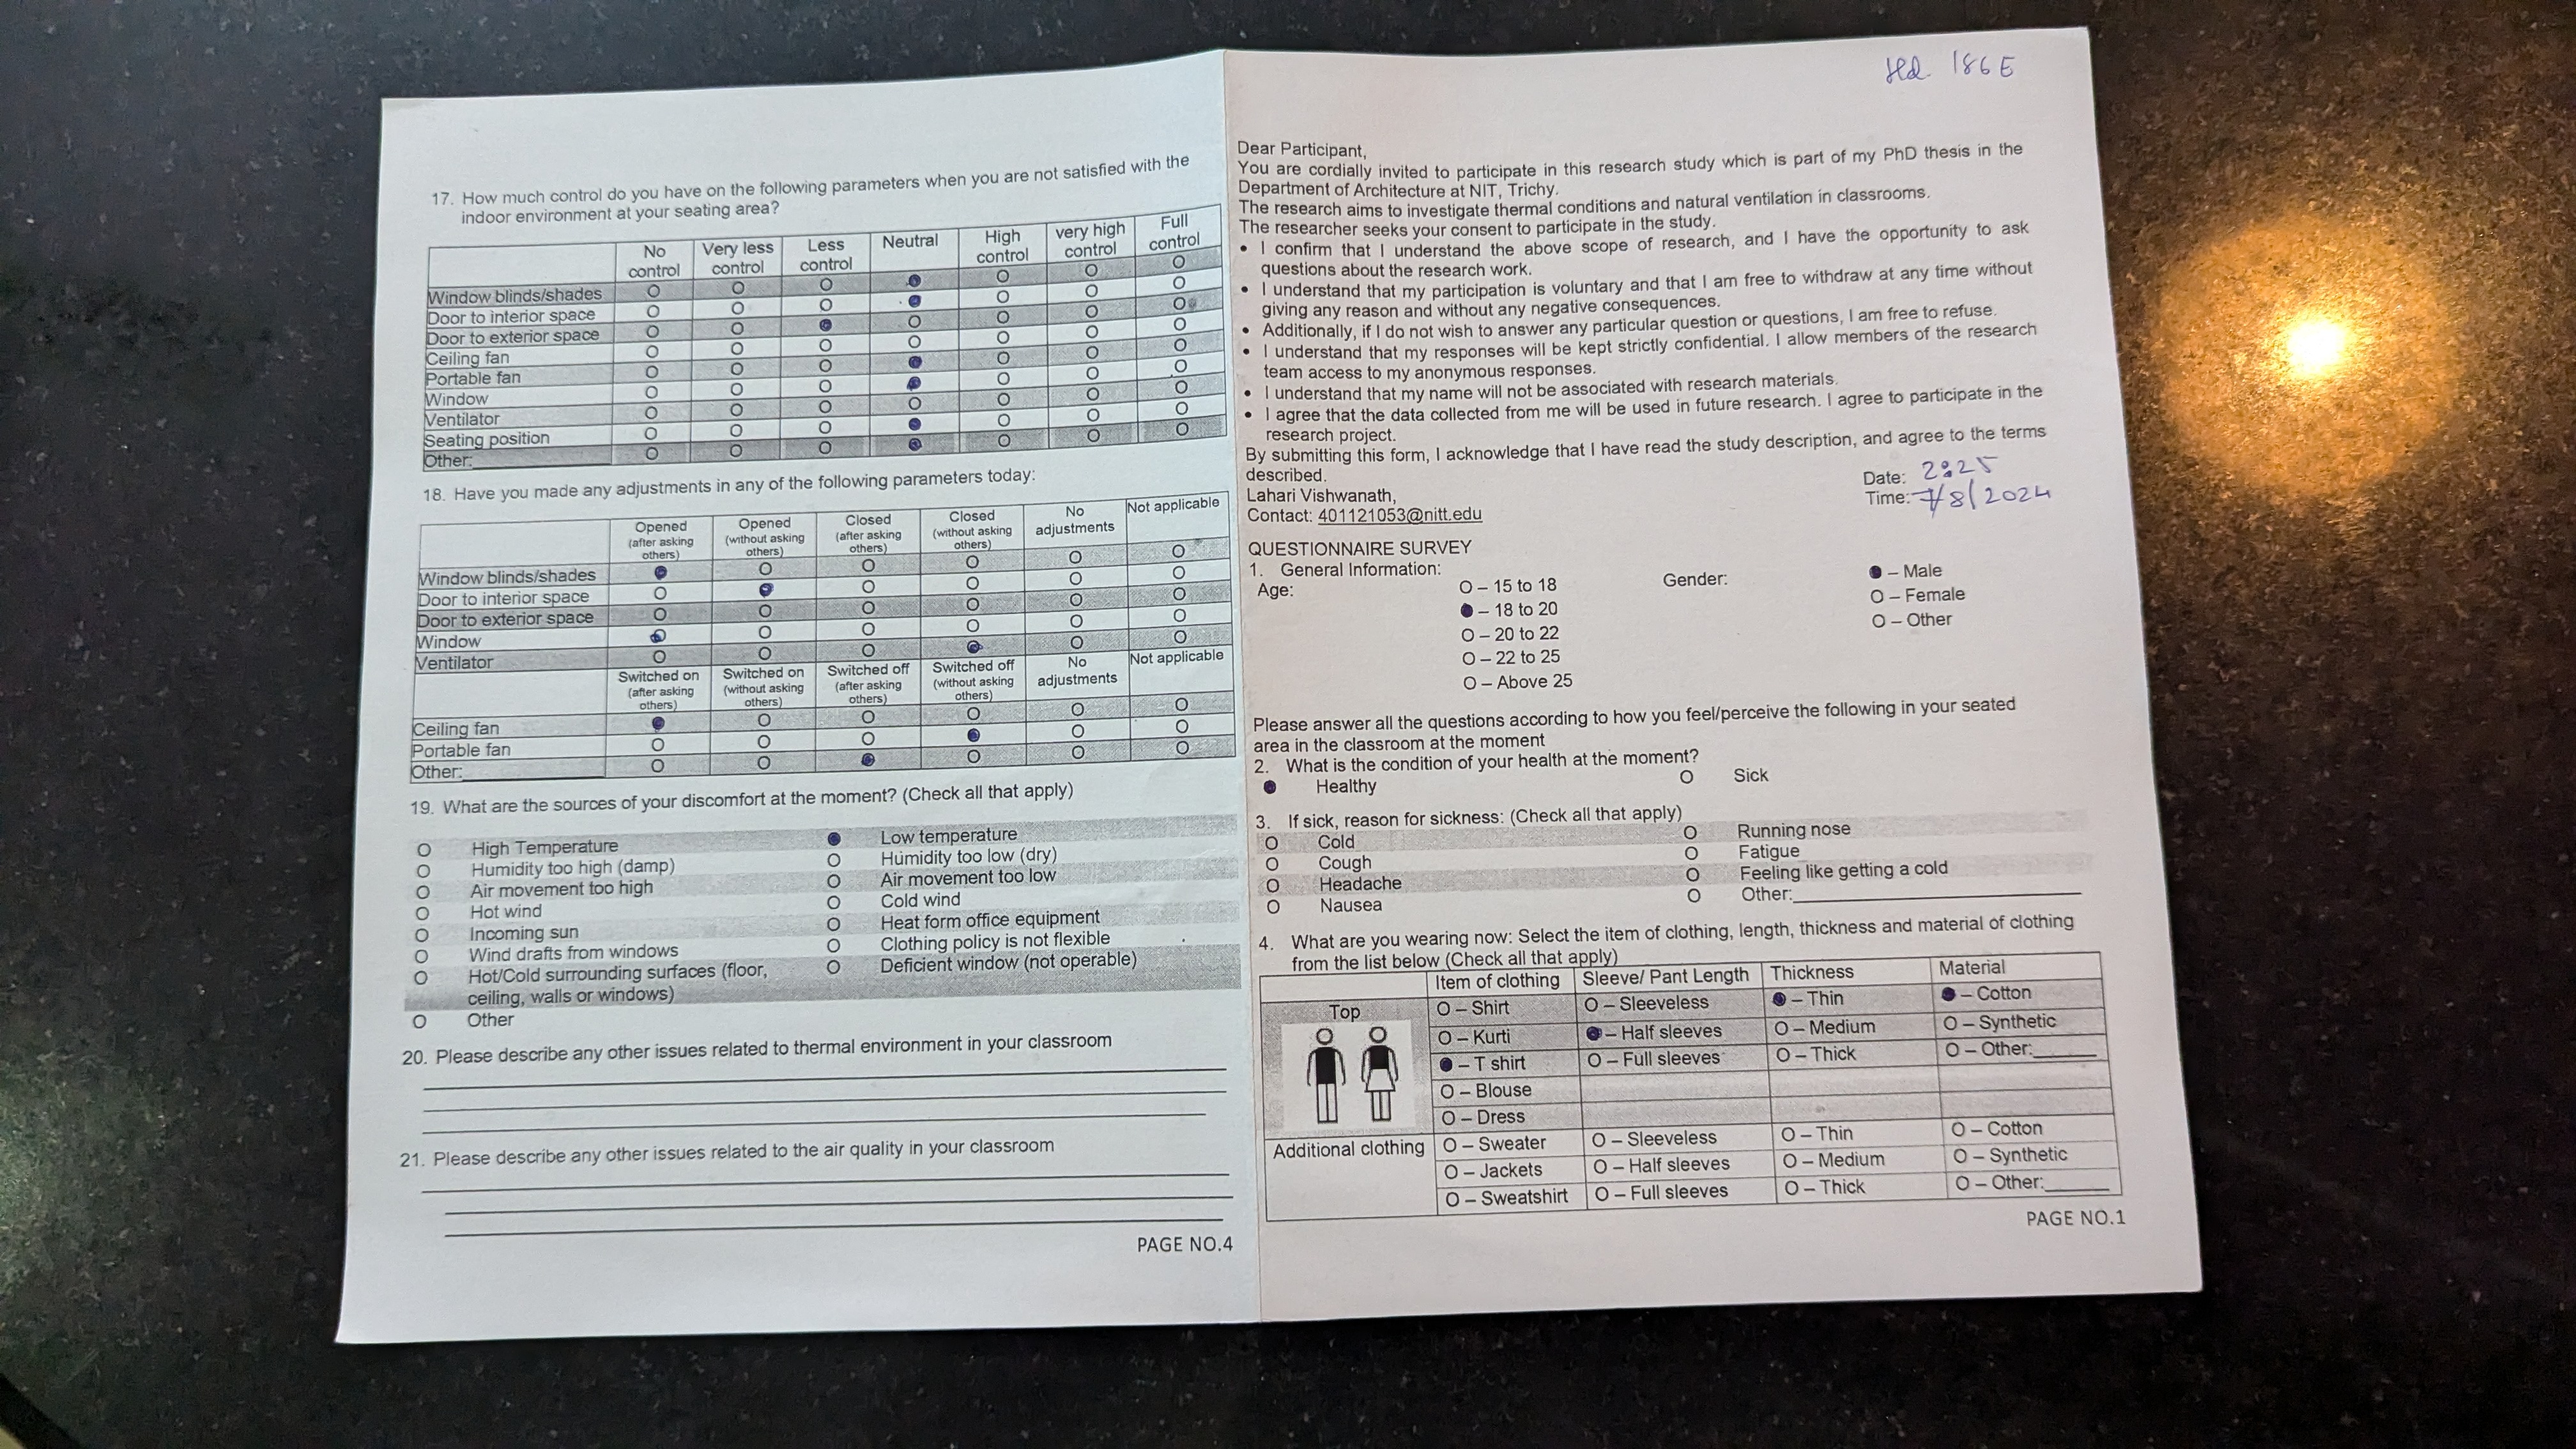 17. How much control do you have on the following parameters when you are not satisfied with the
indoor environment at your seating area?
No control Very less control Less control Neutral High control very high control Full control
Window blinds/shades O O O ● O O O
Door to interior space O O O ● O O O
Door to exterior space O O ● O O O O
Ceiling fan O O O O O O O
Portable fan O O O ● O O O
Window O O O ● O O O
Ventilator O O O O O O O
Seating position O O O ● O O O
Other: O O O ● O O O
18. Have you made any adjustments in any of the following parameters today:
Opened (after asking others) Opened (without asking others) Closed (after asking others) Closed (without asking others) No adjustments Not applicable
Window blinds/shades ● O O O O O
Door to interior space O ● O O O O
Door to exterior space O O O O O O
Window ● O O O O O
Ventilator O O O ● O O
Switched on (after asking others) Switched on (without asking others) Switched off (after asking others) Switched off (without asking others) No adjustments Not applicable
Ceiling fan ● O O O O O
Portable fan O O O ● O O
Other: O O ● O O O
19. What are the sources of your discomfort at the moment? (Check all that apply)
O High Temperature ● Low temperature
O Humidity too high (damp) O Humidity too low (dry)
O Air movement too high O Air movement too low
O Hot wind O Cold wind
O Incoming sun O Heat form office equipment
O Wind drafts from windows O Clothing policy is not flexible
O Hot/Cold surrounding surfaces (floor, O Deficient window (not operable)
ceiling, walls or windows)
O Other
20. Please describe any other issues related to thermal environment in your classroom
21. Please describe any other issues related to the air quality in your classroom
PAGE NO.4
186E
Dear Participant,
You are cordially invited to participate in this research study which is part of my PhD thesis in the
Department of Architecture at NIT, Trichy.
The research aims to investigate thermal conditions and natural ventilation in classrooms.
The researcher seeks your consent to participate in the study.
• I confirm that I understand the above scope of research, and I have the opportunity to ask
questions about the research work.
• I understand that my participation is voluntary and that I am free to withdraw at any time without
giving any reason and without any negative consequences.
• Additionally, if I do not wish to answer any particular question or questions, I am free to refuse.
• I understand that my responses will be kept strictly confidential. I allow members of the research
team access to my anonymous responses.
• I understand that my name will not be associated with research materials.
• I agree that the data collected from me will be used in future research. I agree to participate in the
research project.
By submitting this form, I acknowledge that I have read the study description, and agree to the terms
described.
Date: 2:25
Lahari Vishwanath,
Time: 7/8/2024
Contact: 401121053@nitt.edu
QUESTIONNAIRE SURVEY
1. General Information:
Age: O – 15 to 18 Gender: ● – Male
● – 18 to 20 O – Female
O – 20 to 22 O – Other
O – 22 to 25
O – Above 25
Please answer all the questions according to how you feel/perceive the following in your seated
area in the classroom at the moment
2. What is the condition of your health at the moment?
● Healthy O Sick
3. If sick, reason for sickness: (Check all that apply)
O Cold O Running nose
O Cough O Fatigue
O Headache O Feeling like getting a cold
O Nausea O Other:
4. What are you wearing now: Select the item of clothing, length, thickness and material of clothing
from the list below (Check all that apply)
Item of clothing Sleeve/ Pant Length Thickness Material
Top O – Shirt O – Sleeveless ● – Thin ● – Cotton
O – Kurti ● – Half sleeves O – Medium O – Synthetic
● – T shirt O – Full sleeves O – Thick O – Other:
O – Blouse
O – Dress
Additional clothing O – Sweater O – Sleeveless O – Thin O – Cotton
O – Jackets O – Half sleeves O – Medium O – Synthetic
O – Sweatshirt O – Full sleeves O – Thick O – Other:
PAGE NO.1